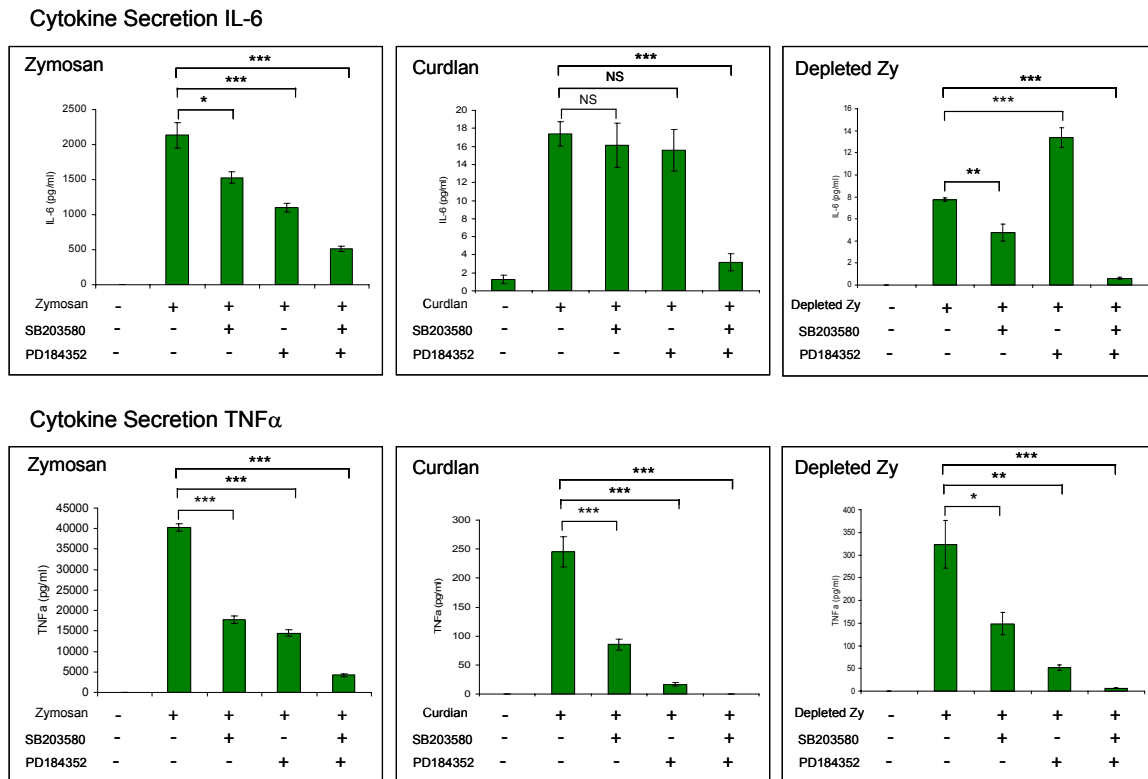 Cytokine Secretion IL-6
Zymosan
***
***
*
2500
2000
1500
1000
500
0
IL-6 (pg/ml)
Zymosan - + + + +
SB203580 - - + - +
PD184352 - - - + +
Curdlan
***
NS
NS
18
16
14
12
10
8
6
4
2
0
IL-6 (pg/ml)
Curdlan - + + + +
SB203580 - - + - +
PD184352 - - - + +
Depleted Zy
***
***
**
16
14
12
10
8
6
4
2
0
IL-6 (pg/ml)
Depleted Zy - + + + +
SB203580 - - + - +
PD184352 - - - + +
Cytokine Secretion TNFα
Zymosan
***
***
***
45000
40000
35000
30000
25000
20000
15000
10000
5000
0
TNFa (pg/ml)
Zymosan - + + + +
SB203580 - - + - +
PD184352 - - - + +
Curdlan
***
***
***
300
250
200
150
100
50
0
TNFa (pg/ml)
Curdlan - + + + +
SB203580 - - + - +
PD184352 - - - + +
Depleted Zy
***
**
*
400
350
300
250
200
150
100
50
0
TNFa (pg/ml)
Depleted Zy - + + + +
SB203580 - - + - +
PD184352 - - - + +